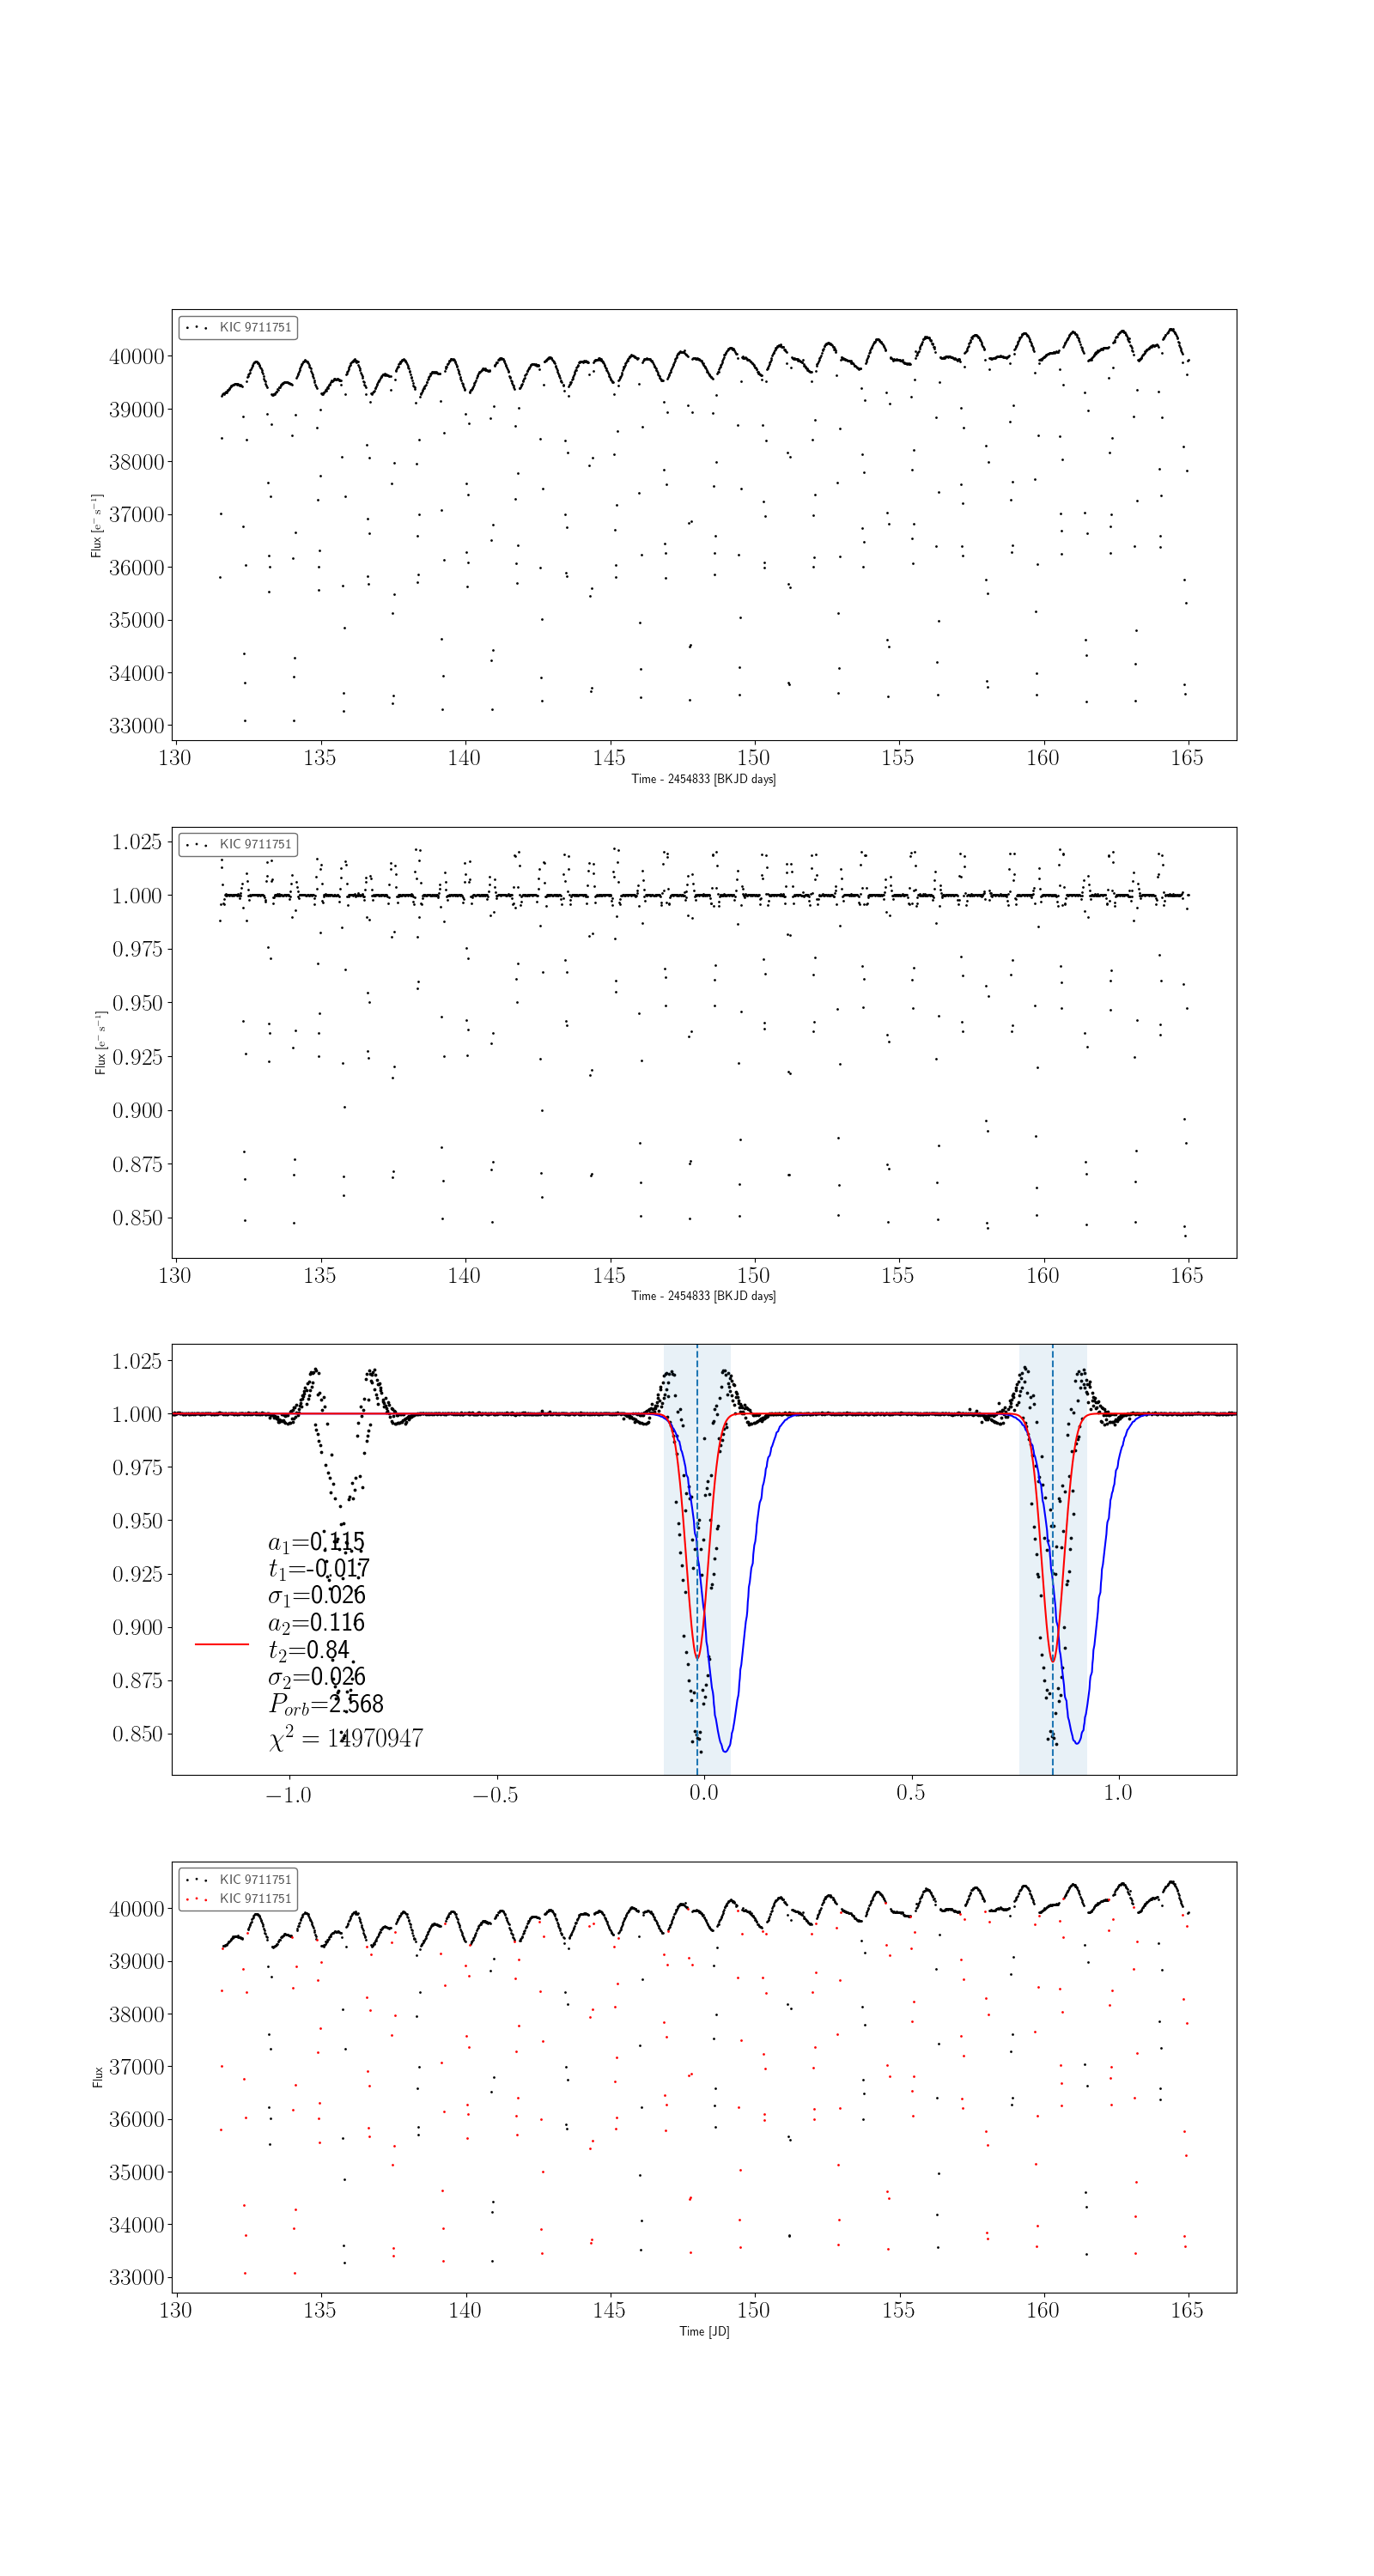 KIC 9711751
40000
39000
38000
37000
36000
35000
34000
33000
Flux [e⁻ s⁻¹]
130 135 140 145 150 155 160 165
Time - 2454833 [BKJD days]
KIC 9711751
1.025
1.000
0.975
0.950
0.925
0.900
0.875
0.850
Flux [e⁻ s⁻¹]
130 135 140 145 150 155 160 165
Time - 2454833 [BKJD days]
1.025
1.000
0.975
0.950
0.925
0.900
0.875
0.850
a₁=0.115
t₁=-0.017
σ₁=0.026
a₂=0.116
t₂=0.84
σ₂=0.026
P_orb=2.568
χ² = 14970947
−1.0 −0.5 0.0 0.5 1.0
KIC 9711751
KIC 9711751
40000
39000
38000
37000
36000
35000
34000
33000
Flux
130 135 140 145 150 155 160 165
Time [JD]